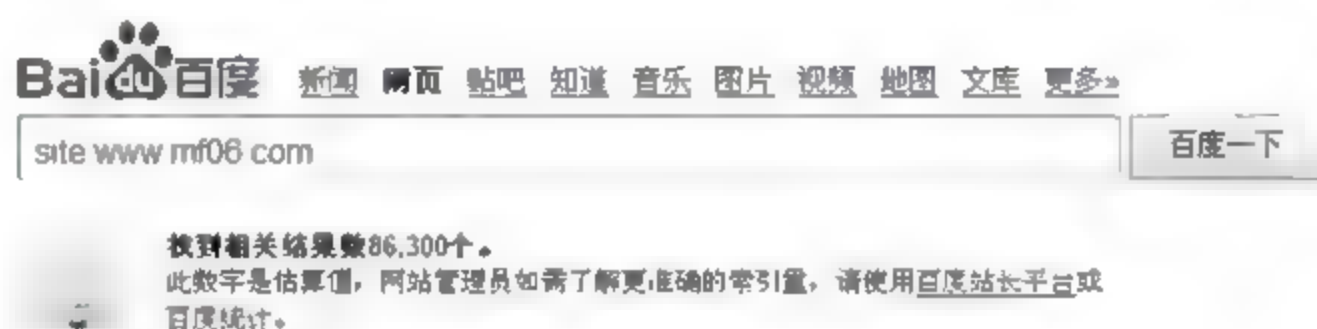 Bai du 百度 新闻 网页 贴吧 知道 音乐 图片 视频 地图 文库 更多»
site www mf06 com 百度一下
找到相关结果数86,300个。
此数字是估算值，网站管理员如需了解更准确的索引量，请使用百度站长平台或
百度统计。